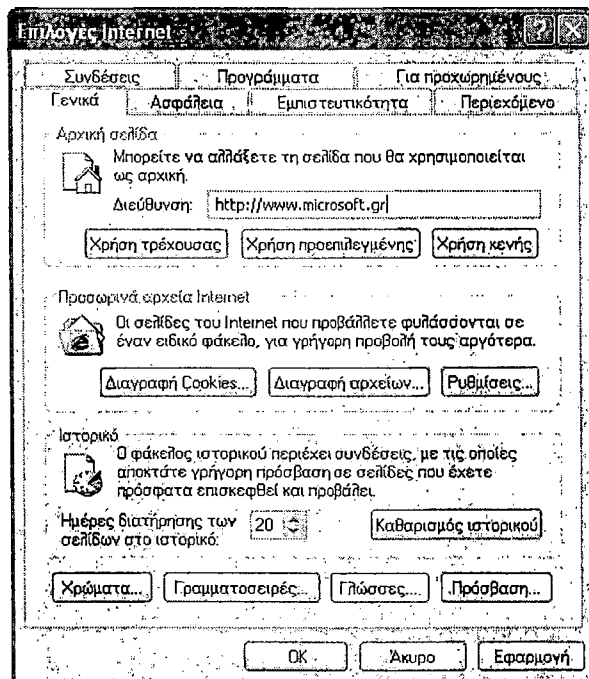 Επιλογές Internet
Συνδέσεις Προγράμματα Για προχωρημένους
Γενικά Ασφάλεια Εμπιστευτικότητα Περιεχόμενο
Αρχική σελίδα
Μπορείτε να αλλάξετε τη σελίδα που θα χρησιμοποιείται
ως αρχική.
Διεύθυνση: http://www.microsoft.gr
Χρήση τρέχουσας Χρήση προεπιλεγμένης Χρήση κενής
Προσωρινά αρχεία Internet
Οι σελίδες του Internet που προβάλλετε φυλάσσονται σε
έναν ειδικό φάκελο, για γρήγορη προβολή τους αργότερα.
Διαγραφή Cookies... Διαγραφή αρχείων... Ρυθμίσεις...
Ιστορικό
Ο φάκελος ιστορικού περιέχει συνδέσεις, με τις οποίες
αποκτάτε γρήγορη πρόσβαση σε σελίδες που έχετε
πρόσφατα επισκεφθεί και προβάλει.
Ημέρες διατήρησης των
σελίδων στο ιστορικό: 20 Καθαρισμός ιστορικού
Χρώματα... Γραμματοσειρές... Γλώσσες.... Πρόσβαση...
OK Άκυρο Εφαρμογή